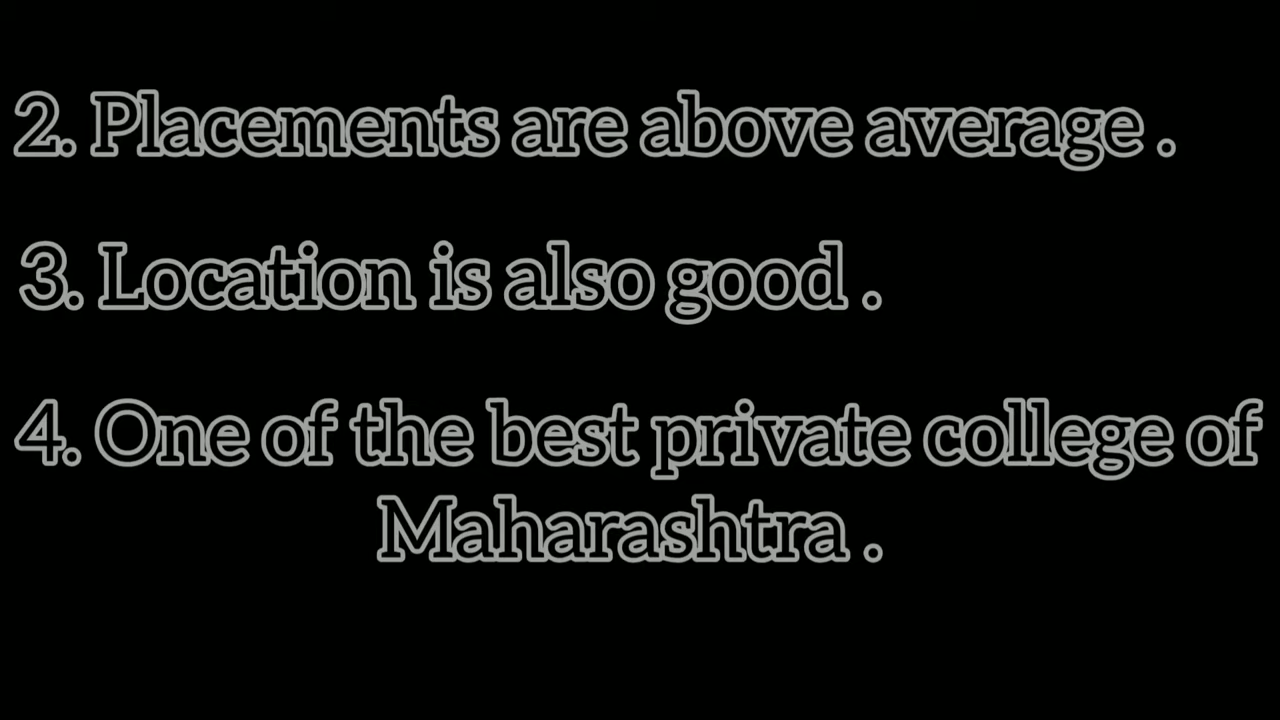 2. Placements are above average .
3. Location is also good .
4. One of the best private college of
Maharashtra .